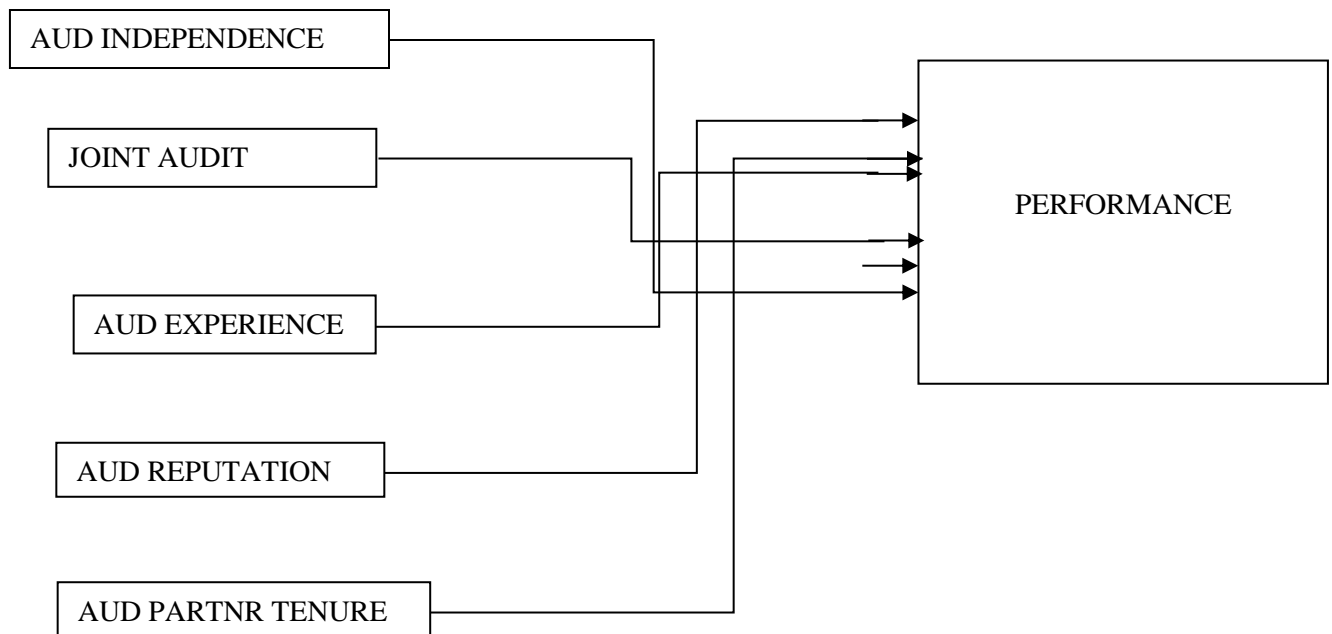 AUD INDEPENDENCE
JOINT AUDIT
AUD EXPERIENCE
AUD REPUTATION
AUD PARTNR TENURE
PERFORMANCE